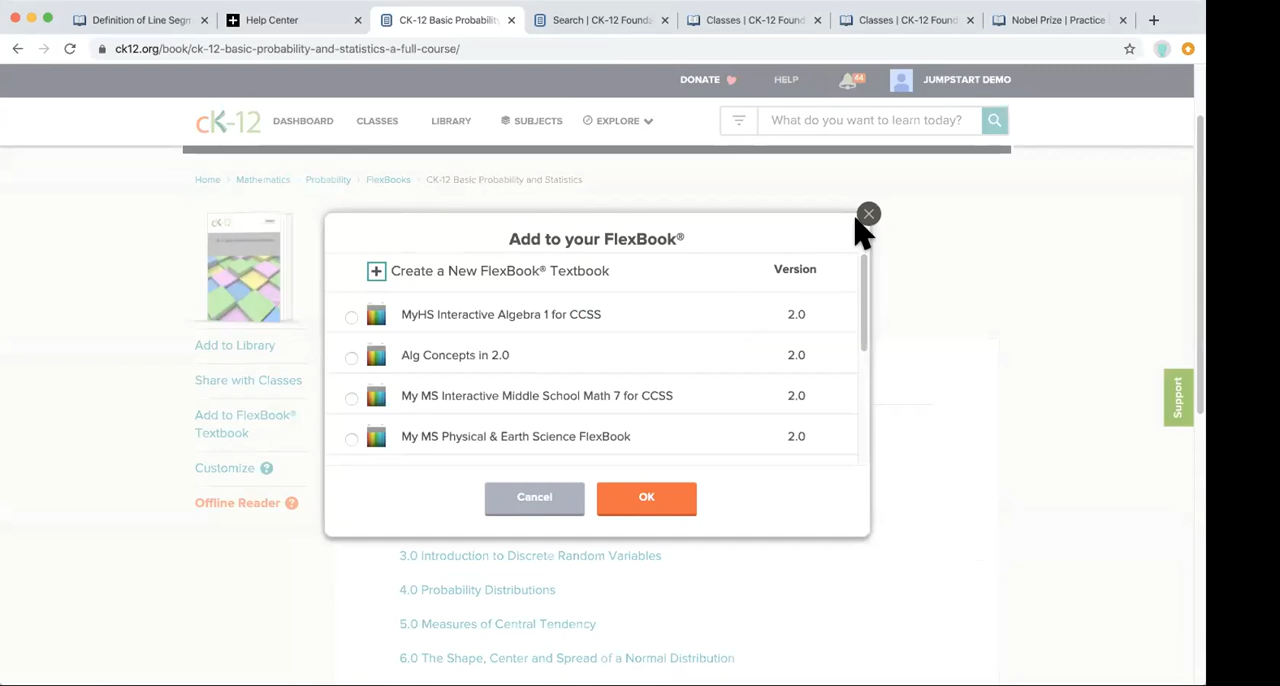 Definition of Line Segm
Help Center
CK-12 Basic Probability
Search | CK-12 Founda
Classes | CK-12 Found
Classes | CK-12 Found
Nobel Prize | Practice
ck12.org/book/ck-12-basic-probability-and-statistics-a-full-course/
DONATE
HELP
44
JUMPSTART DEMO
cK-12
DASHBOARD
CLASSES
LIBRARY
SUBJECTS
EXPLORE
What do you want to learn today?
Home
Mathematics
Probability
FlexBooks
CK-12 Basic Probability and Statistics
cK-12
Add to your FlexBook®
Create a New FlexBook® Textbook
Version
MyHS Interactive Algebra 1 for CCSS
2.0
Alg Concepts in 2.0
2.0
My MS Interactive Middle School Math 7 for CCSS
2.0
My MS Physical & Earth Science FlexBook
2.0
Cancel
OK
Add to Library
Share with Classes
Add to FlexBook®
Textbook
Customize ?
Offline Reader ?
Support
3.0 Introduction to Discrete Random Variables
4.0 Probability Distributions
5.0 Measures of Central Tendency
6.0 The Shape, Center and Spread of a Normal Distribution